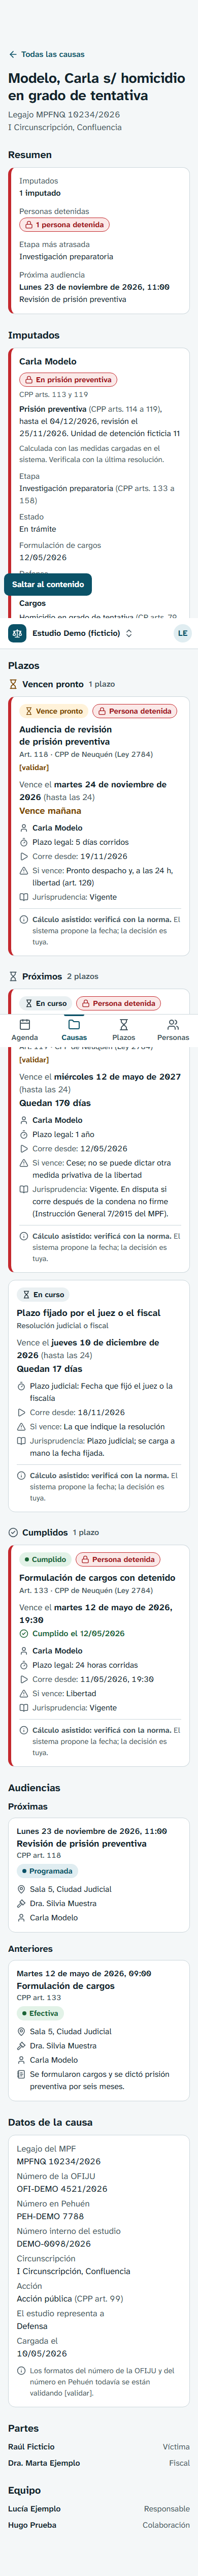 Todas las causas
Modelo, Carla s/ homicidio
en grado de tentativa
Legajo MPFNQ 10234/2026
I Circunscripción, Confluencia
Resumen
Imputados
1 imputado
Personas detenidas
1 persona detenida
Etapa más atrasada
Investigación preparatoria
Próxima audiencia
Lunes 23 de noviembre de 2026, 11:00
Revisión de prisión preventiva
Imputados
Carla Modelo
En prisión preventiva
CPP arts. 113 y 119
Prisión preventiva (CPP arts. 114 a 119),
hasta el 04/12/2026, revisión el
25/11/2026. Unidad de detención ficticia 11
Calculada con las medidas cargadas en el
sistema. Verificala con la última resolución.
Etapa
Investigación preparatoria (CPP arts. 133 a
158)
Estado
En trámite
Formulación de cargos
12/05/2026
Saltar al contenido
Cargos
Homicidio en grado de tentativa (CP arts. 79
Estudio Demo (ficticio)
LE
Plazos
Vencen pronto 1 plazo
Vence pronto
Persona detenida
Audiencia de revisión
de prisión preventiva
Art. 118 · CPP de Neuquén (Ley 2784)
[validar]
Vence el martes 24 de noviembre de
2026 (hasta las 24)
Vence mañana
Carla Modelo
Plazo legal: 5 días corridos
Corre desde: 19/11/2026
Si vence: Pronto despacho y, a las 24 h,
libertad (art. 120)
Jurisprudencia: Vigente
Cálculo asistido: verificá con la norma. El
sistema propone la fecha; la decisión es
tuya.
Próximos 2 plazos
En curso
Persona detenida
Agenda
Causas
Plazos
Personas
[validar]
Vence el miércoles 12 de mayo de 2027
(hasta las 24)
Quedan 170 días
Carla Modelo
Plazo legal: 1 año
Corre desde: 12/05/2026
Si vence: Cese; no se puede dictar otra
medida privativa de la libertad
Jurisprudencia: Vigente. En disputa si
corre después de la condena no firme
(Instrucción General 7/2015 del MPF).
Cálculo asistido: verificá con la norma. El
sistema propone la fecha; la decisión es
tuya.
En curso
Plazo fijado por el juez o el fiscal
Resolución judicial o fiscal
Vence el jueves 10 de diciembre de
2026 (hasta las 24)
Quedan 17 días
Plazo judicial: Fecha que fijó el juez o la
fiscalía
Corre desde: 18/11/2026
Si vence: La que indique la resolución
Jurisprudencia: Plazo judicial; se carga a
mano la fecha fijada.
Cálculo asistido: verificá con la norma. El
sistema propone la fecha; la decisión es
tuya.
Cumplidos 1 plazo
Cumplido
Persona detenida
Formulación de cargos con detenido
Art. 133 · CPP de Neuquén (Ley 2784)
Vence el martes 12 de mayo de 2026,
19:30
Cumplido el 12/05/2026
Carla Modelo
Plazo legal: 24 horas corridas
Corre desde: 11/05/2026, 19:30
Si vence: Libertad
Jurisprudencia: Vigente
Cálculo asistido: verificá con la norma. El
sistema propone la fecha; la decisión es
tuya.
Audiencias
Próximas
Lunes 23 de noviembre de 2026, 11:00
Revisión de prisión preventiva
CPP art. 118
Programada
Sala 5, Ciudad Judicial
Dra. Silvia Muestra
Carla Modelo
Anteriores
Martes 12 de mayo de 2026, 09:00
Formulación de cargos
CPP art. 133
Efectiva
Sala 5, Ciudad Judicial
Dra. Silvia Muestra
Carla Modelo
Se formularon cargos y se dictó prisión
preventiva por seis meses.
Datos de la causa
Legajo del MPF
MPFNQ 10234/2026
Número de la OFIJU
OFI-DEMO 4521/2026
Número en Pehuén
PEH-DEMO 7788
Número interno del estudio
DEMO-0098/2026
Circunscripción
I Circunscripción, Confluencia
Acción
Acción pública (CPP art. 99)
El estudio representa a
Defensa
Cargada el
10/05/2026
Los formatos del número de la OFIJU y del
número en Pehuén todavía se están
validando [validar].
Partes
Raúl Ficticio Víctima
Dra. Marta Ejemplo Fiscal
Equipo
Lucía Ejemplo Responsable
Hugo Prueba Colaboración